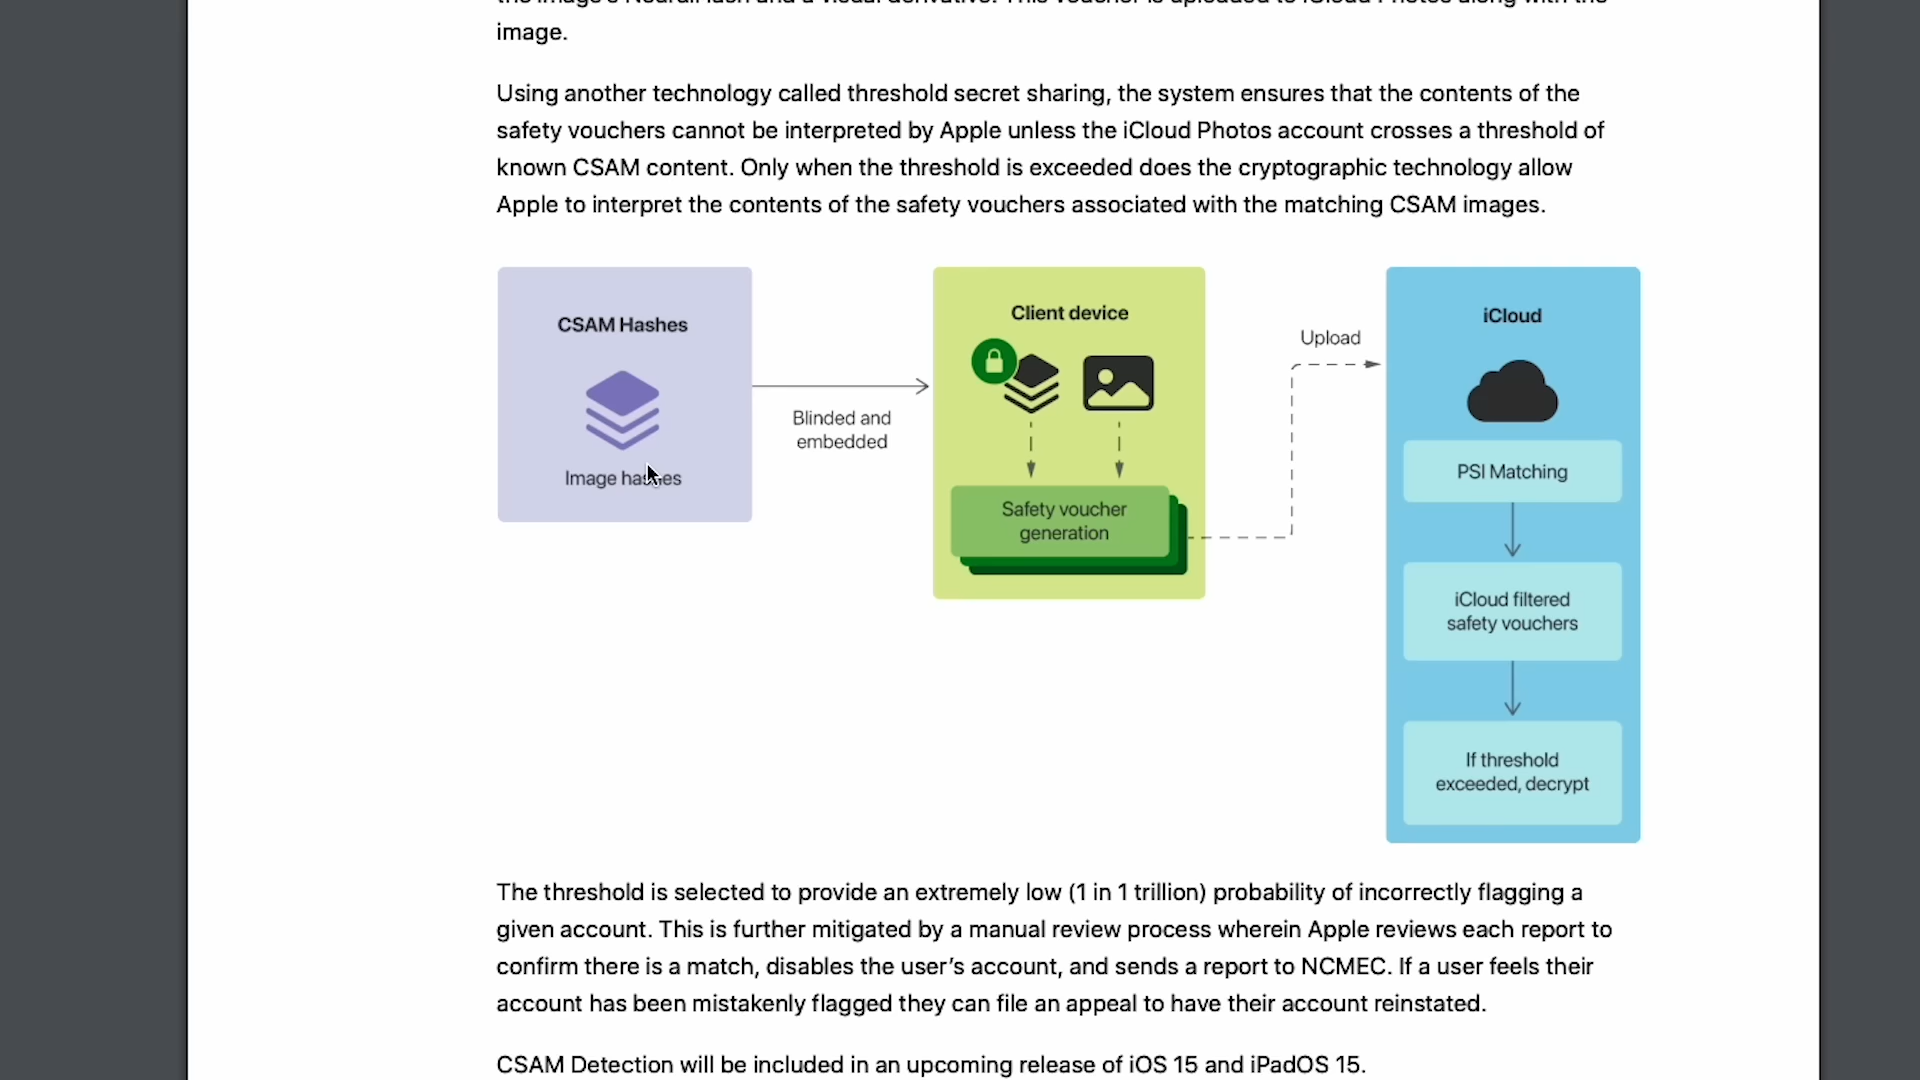 image.
Using another technology called threshold secret sharing, the system ensures that the contents of the
safety vouchers cannot be interpreted by Apple unless the iCloud Photos account crosses a threshold of
known CSAM content. Only when the threshold is exceeded does the cryptographic technology allow
Apple to interpret the contents of the safety vouchers associated with the matching CSAM images.
CSAM Hashes
Image hashes
Blinded and
embedded
Client device
Safety voucher
generation
Upload
iCloud
PSI Matching
iCloud filtered
safety vouchers
If threshold
exceeded, decrypt
The threshold is selected to provide an extremely low (1 in 1 trillion) probability of incorrectly flagging a
given account. This is further mitigated by a manual review process wherein Apple reviews each report to
confirm there is a match, disables the user’s account, and sends a report to NCMEC. If a user feels their
account has been mistakenly flagged they can file an appeal to have their account reinstated.
CSAM Detection will be included in an upcoming release of iOS 15 and iPadOS 15.